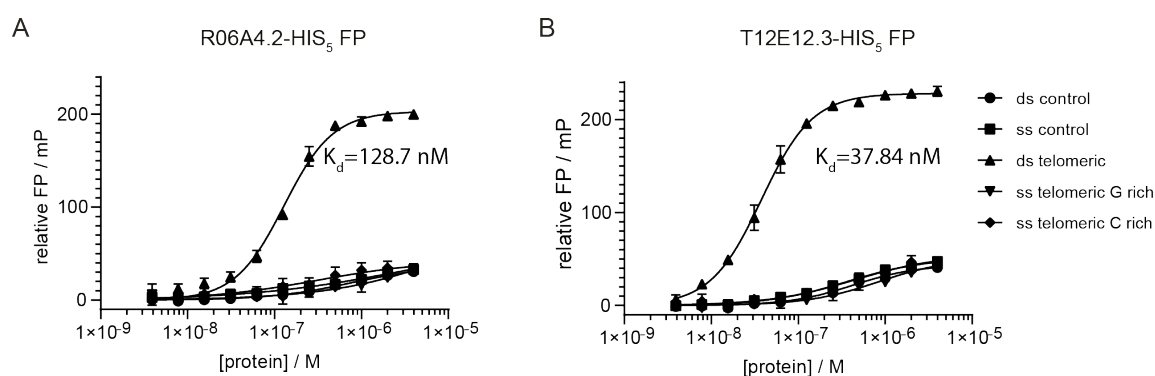 A
R06A4.2-HIS₅ FP
200
100
0
relative FP / mP
K_d=128.7 nM
1×10-9
1×10-8
1×10-7
1×10-6
1×10-5
[protein] / M
B
T12E12.3-HIS₅ FP
200
100
0
relative FP / mP
K_d=37.84 nM
1×10-9
1×10-8
1×10-7
1×10-6
1×10-5
[protein] / M
ds control
ss control
ds telomeric
ss telomeric G rich
ss telomeric C rich